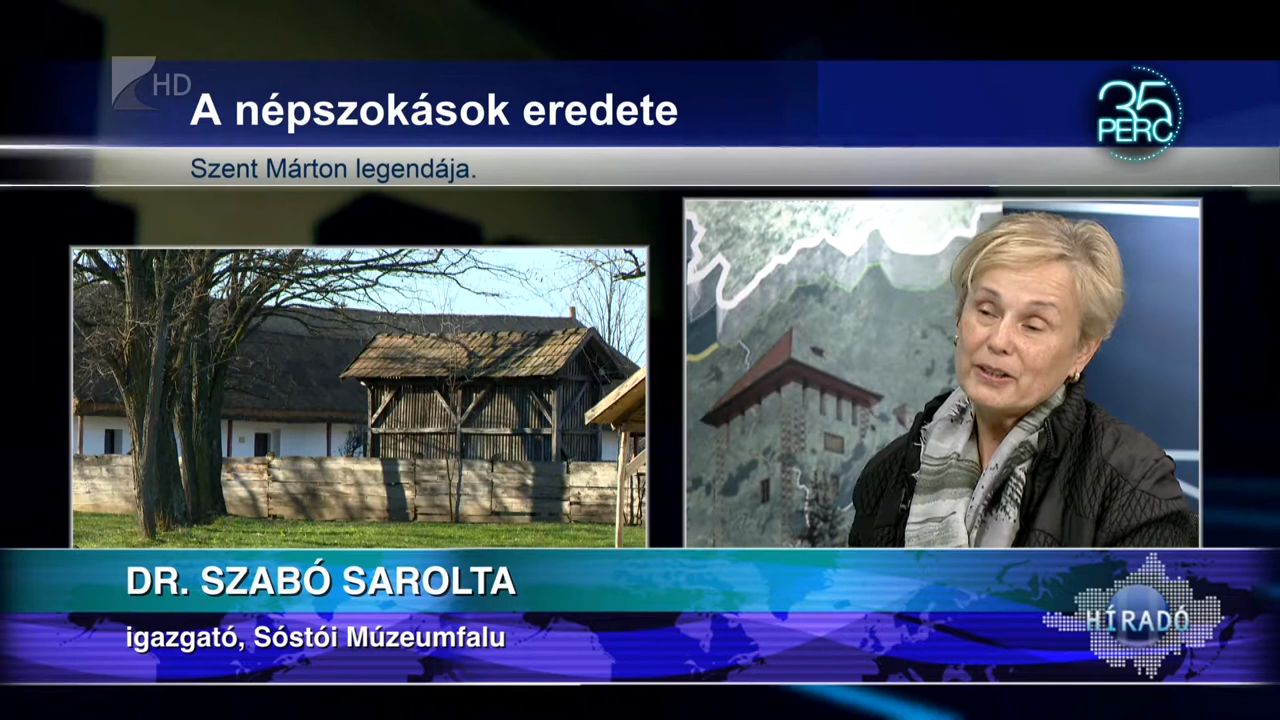 HD
A népszokások eredete
35
PERC
Szent Márton legendája.
DR. SZABÓ SAROLTA
igazgató, Sóstói Múzeumfalu
HÍRADÓ